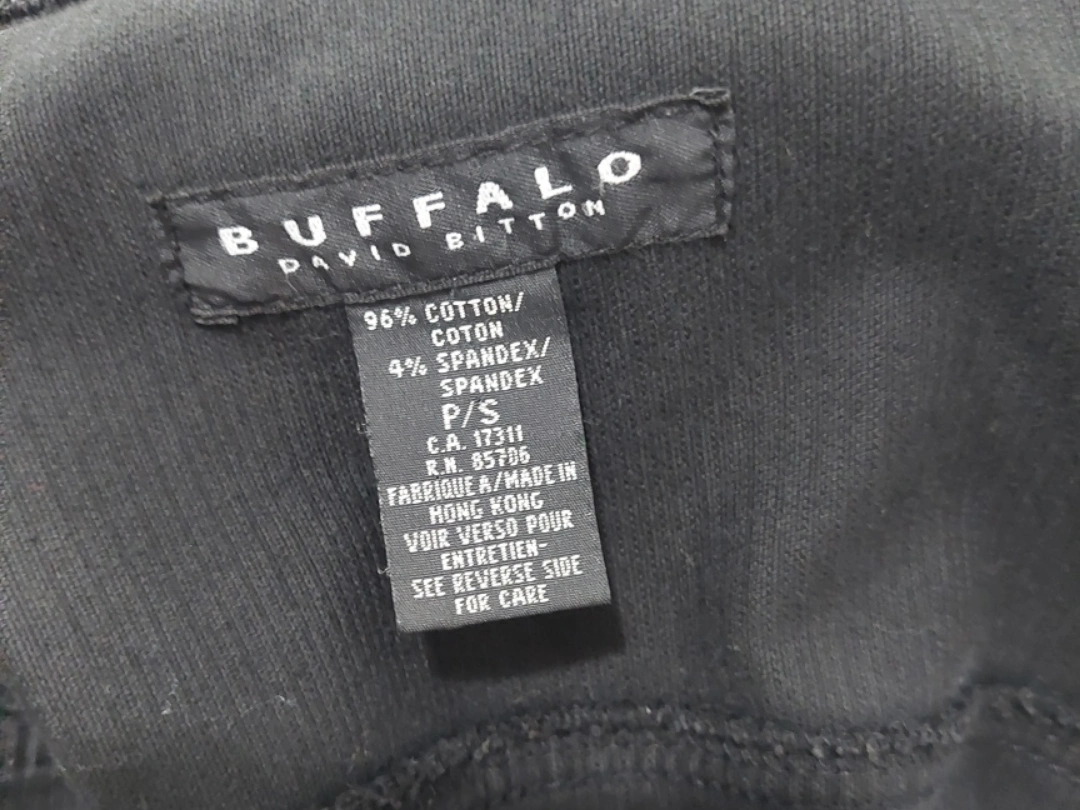 BUFFALO
DAVID BITTON
96% COTTON/
COTON
4% SPANDEX/
SPANDEX
P/S
C.A. 17311
R.N. 85706
FABRIQUE A/MADE IN
HONG KONG
VOIR VERSO POUR
ENTRETIEN-
SEE REVERSE SIDE
FOR CARE